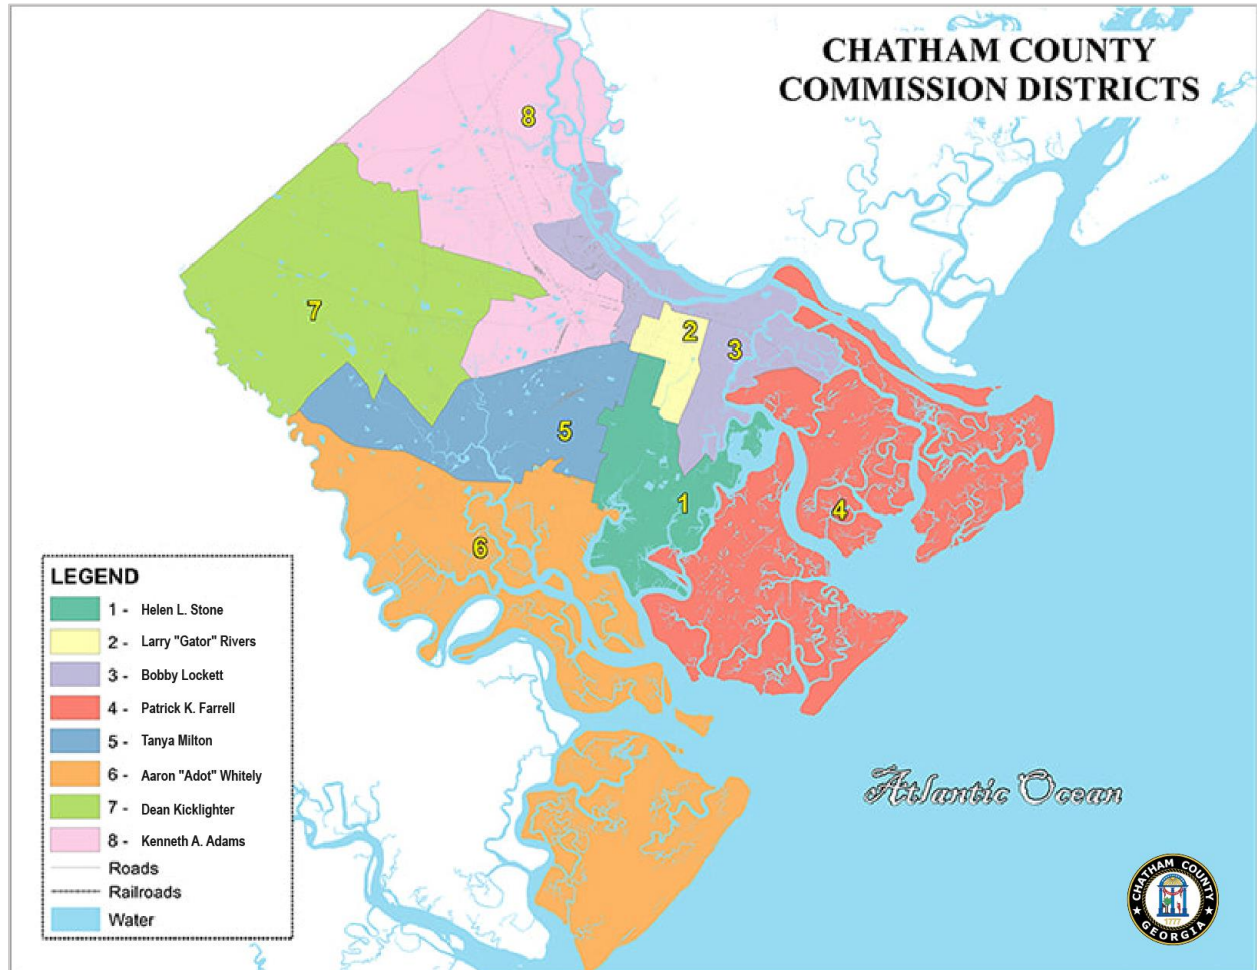 CHATHAM COUNTY
COMMISSION DISTRICTS
8
7
2
3
5
1
4
6
LEGEND
1 - Helen L. Stone
2 - Larry "Gator" Rivers
3 - Bobby Lockett
4 - Patrick K. Farrell
5 - Tanya Milton
6 - Aaron "Adot" Whitely
7 - Dean Kicklighter
8 - Kenneth A. Adams
Roads
Railroads
Water
Atlantic Ocean
CHATHAM COUNTY
1777
GEORGIA